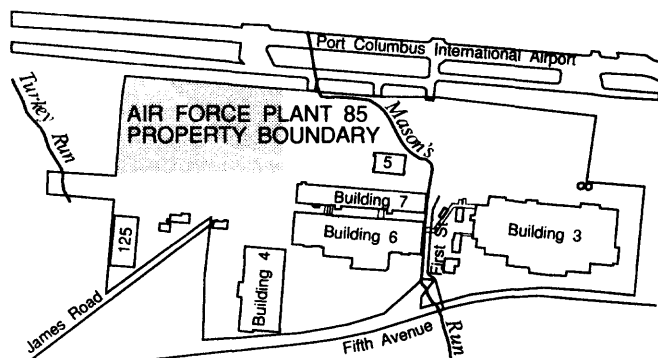 Port Columbus International Airport
Turkey Run
AIR FORCE PLANT 85
PROPERTY BOUNDARY
Mason's
5
Building 7
Building 6
First St.
Building 3
125
Building 4
James Road
Fifth Avenue
Run